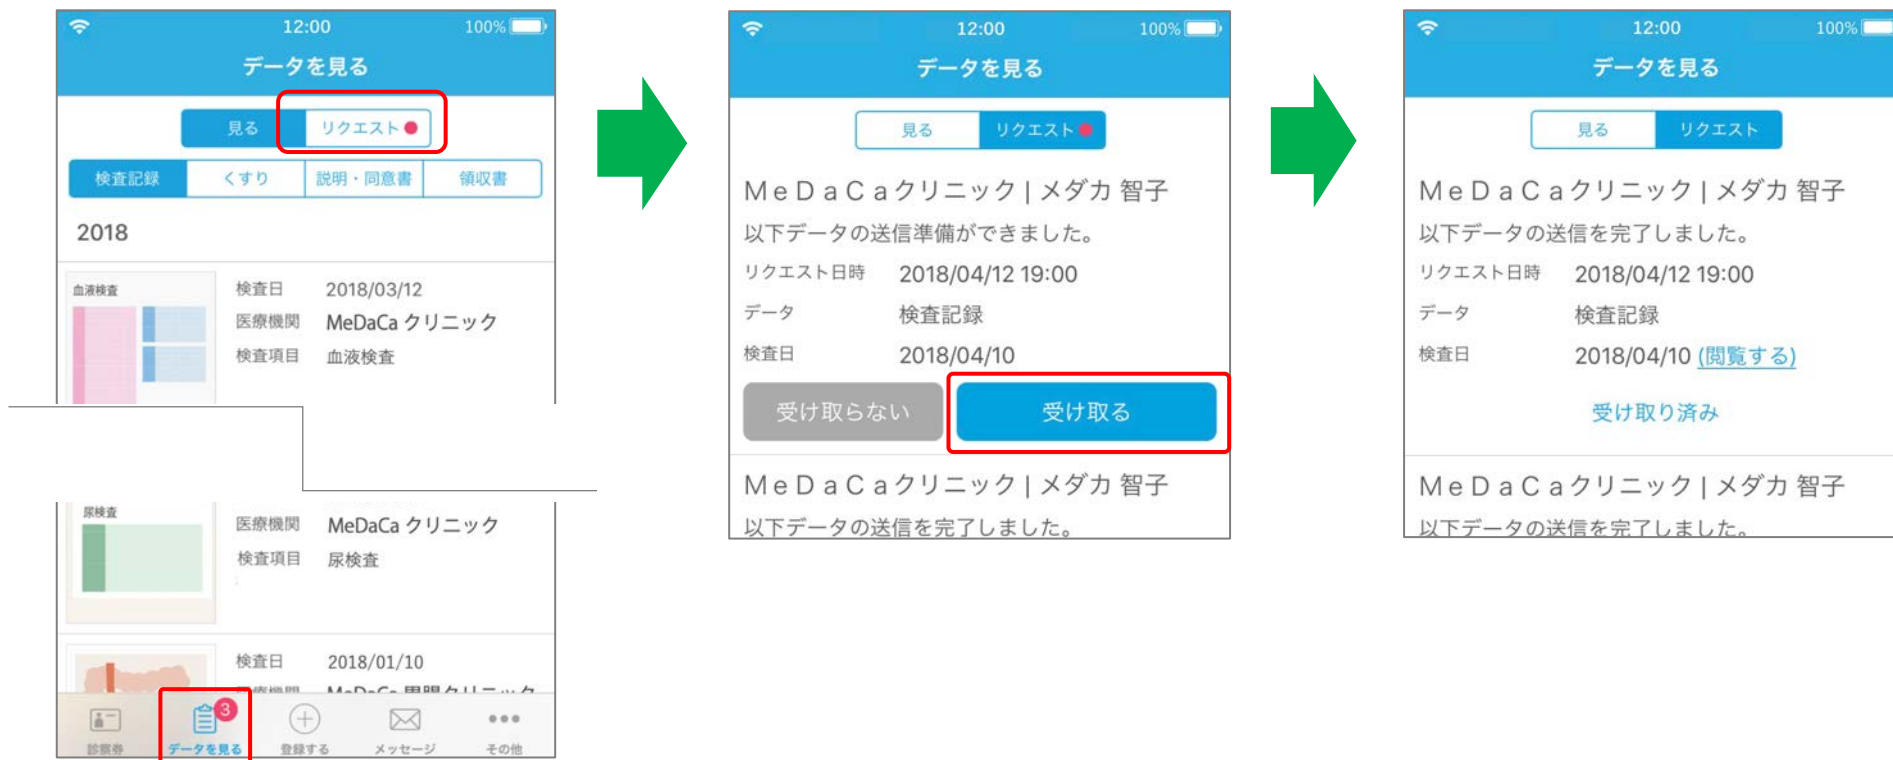 12:00 100%
データを見る
見る リクエスト
検査記録 くすり 説明・同意書 領収書
2018
血液検査
検査日 2018/03/12
医療機関 MeDaCa クリニック
検査項目 血液検査
尿検査
医療機関 MeDaCa クリニック
検査項目 尿検査
検査日 2018/01/10
医療機関 MeDaCa 胃腸クリニック
3
診察券 データを見る 登録する メッセージ その他
12:00 100%
データを見る
見る リクエスト
ＭｅＤａＣａクリニック | メダカ 智子
以下データの送信準備ができました。
リクエスト日時 2018/04/12 19:00
データ 検査記録
検査日 2018/04/10
受け取らない 受け取る
ＭｅＤａＣａクリニック | メダカ 智子
以下データの送信を完了しました。
12:00 100%
データを見る
見る リクエスト
ＭｅＤａＣａクリニック | メダカ 智子
以下データの送信を完了しました。
リクエスト日時 2018/04/12 19:00
データ 検査記録
検査日 2018/04/10 (閲覧する)
受け取り済み
ＭｅＤａＣａクリニック | メダカ 智子
以下データの送信を完了しました。